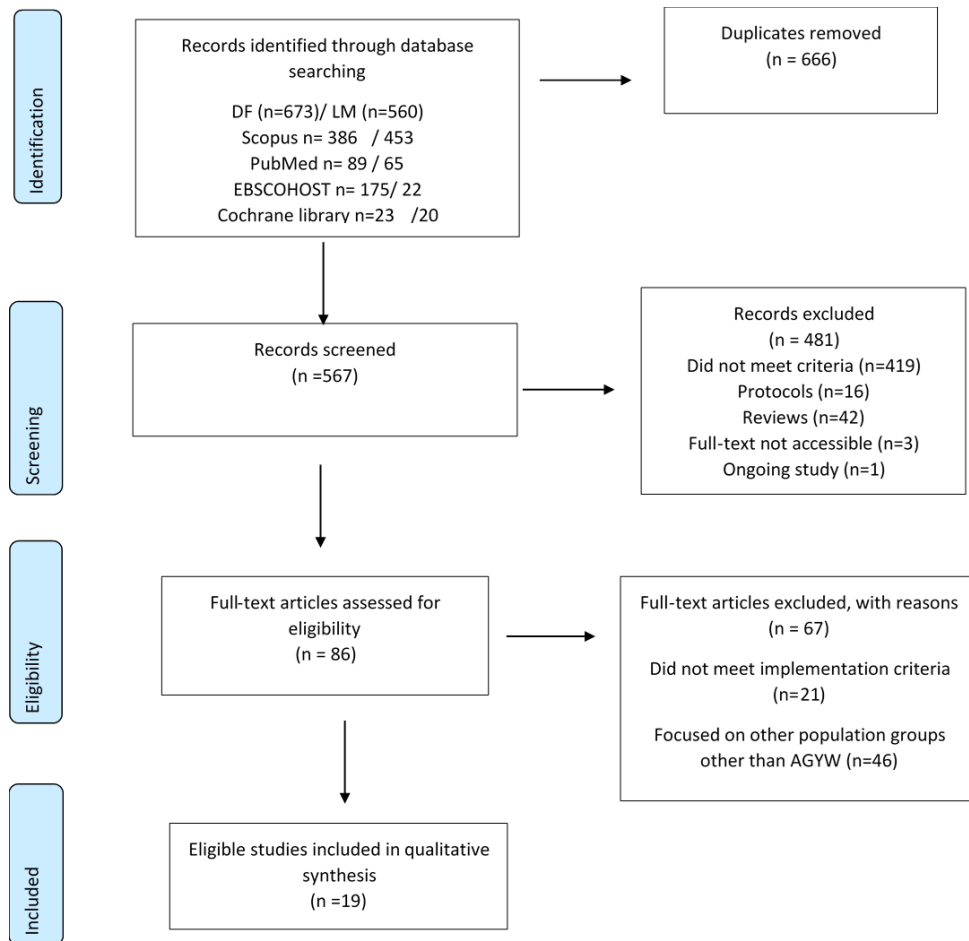 Identification
Records identified through database
searching
DF (n=673)/ LM (n=560)
Scopus n= 386 / 453
PubMed n= 89 / 65
EBSCOHOST n= 175/ 22
Cochrane library n=23 /20
Duplicates removed
(n = 666)
Screening
Records screened
(n =567)
Records excluded
(n = 481)
Did not meet criteria (n=419)
Protocols (n=16)
Reviews (n=42)
Full-text not accessible (n=3)
Ongoing study (n=1)
Eligibility
Full-text articles assessed for
eligibility
(n = 86)
Full-text articles excluded, with reasons
(n = 67)
Did not meet implementation criteria
(n=21)
Focused on other population groups
other than AGYW (n=46)
Included
Eligible studies included in qualitative
synthesis
(n =19)